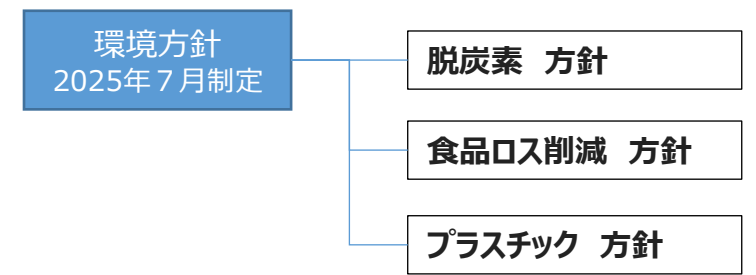 環境方針
2025年７月制定
脱炭素　方針
食品ロス削減　方針
プラスチック　方針